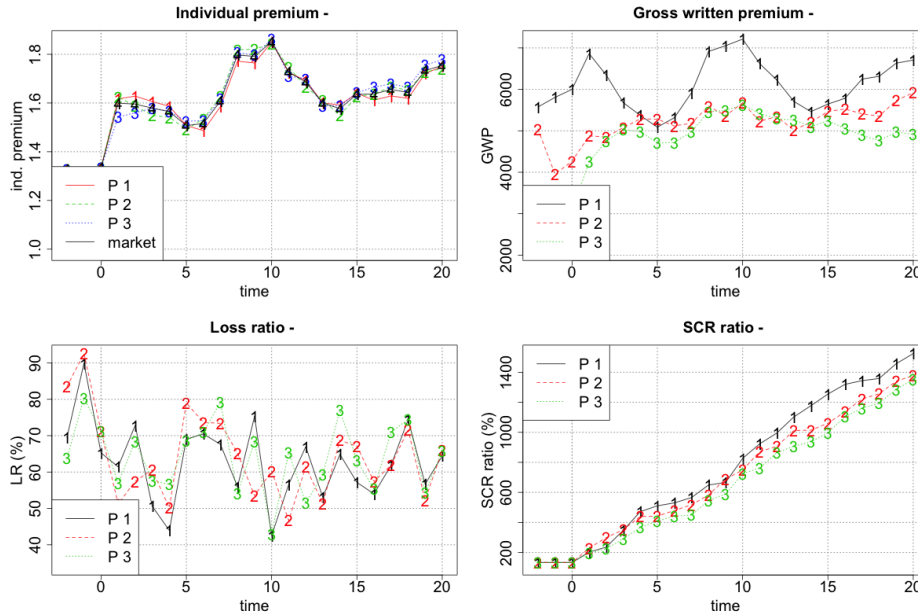 Individual premium -
ind. premium
1.0 1.2 1.4 1.6 1.8
P 1
P 2
P 3
market
0 5 10 15 20
time
Gross written premium -
GWP
2000 4000 6000
P 1
P 2
P 3
0 5 10 15 20
time
Loss ratio -
LR (%)
40 50 60 70 80 90
P 1
P 2
P 3
0 5 10 15 20
time
SCR ratio -
SCR ratio (%)
200 600 1000 1400
P 1
P 2
P 3
0 5 10 15 20
time